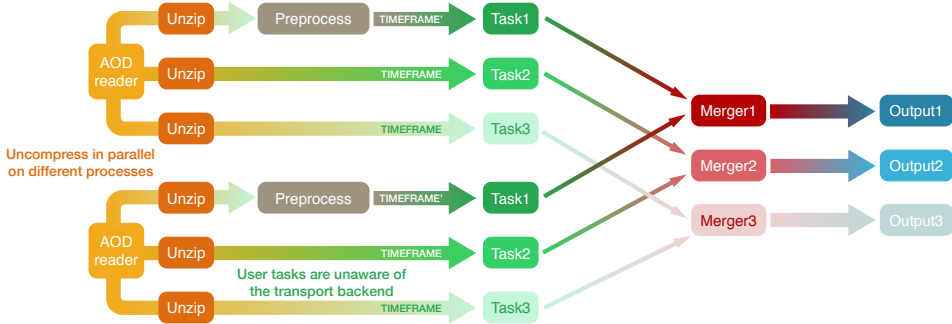 Unzip
Preprocess
TIMEFRAME'
Task1
AOD
reader
Unzip
TIMEFRAME
Task2
Unzip
TIMEFRAME
Task3
Merger1
Output1
Uncompress in parallel
on different processes
Merger2
Output2
Unzip
Preprocess
TIMEFRAME'
Task1
Merger3
Output3
AOD
reader
Unzip
TIMEFRAME
Task2
User tasks are unaware of
the transport backend
Unzip
TIMEFRAME
Task3